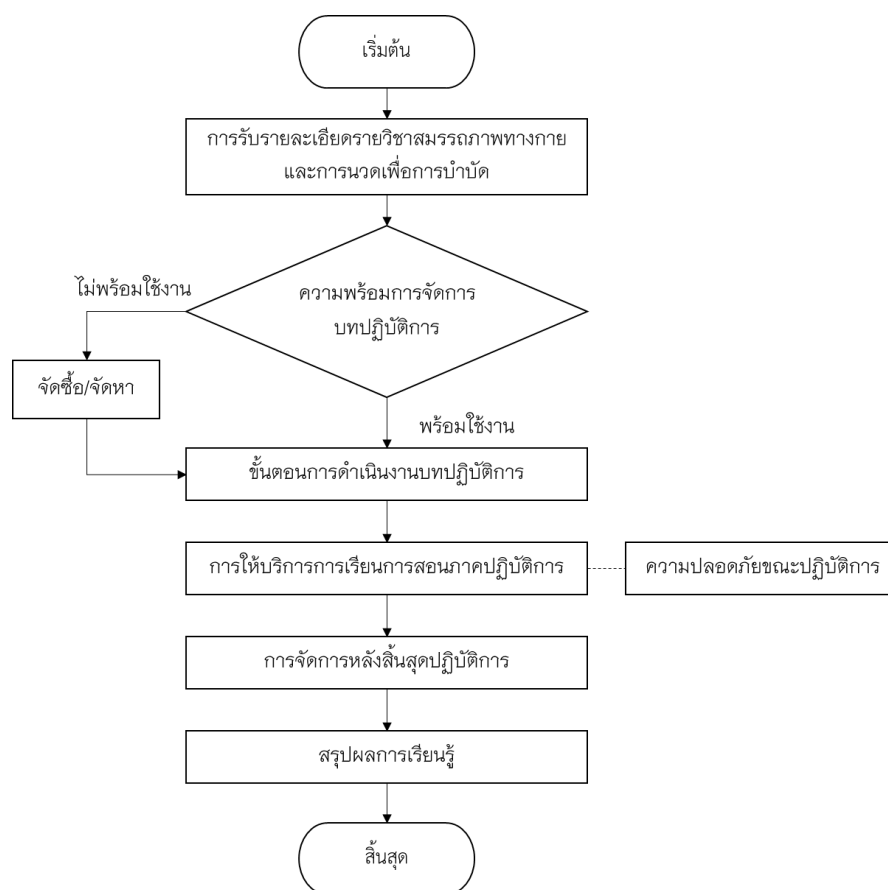 เริ่มต้น
การรับรายละเอียดรายวิชาสมรรถภาพทางกาย
และการนวดเพื่อการบำบัด
ไม่พร้อมใช้งาน
ความพร้อมการจัดการ
บทปฏิบัติการ
จัดซื้อ/จัดหา
พร้อมใช้งาน
ขั้นตอนการดำเนินงานบทปฏิบัติการ
การให้บริการการเรียนการสอนภาคปฏิบัติการ
ความปลอดภัยขณะปฏิบัติการ
การจัดการหลังสิ้นสุดปฏิบัติการ
สรุปผลการเรียนรู้
สิ้นสุด